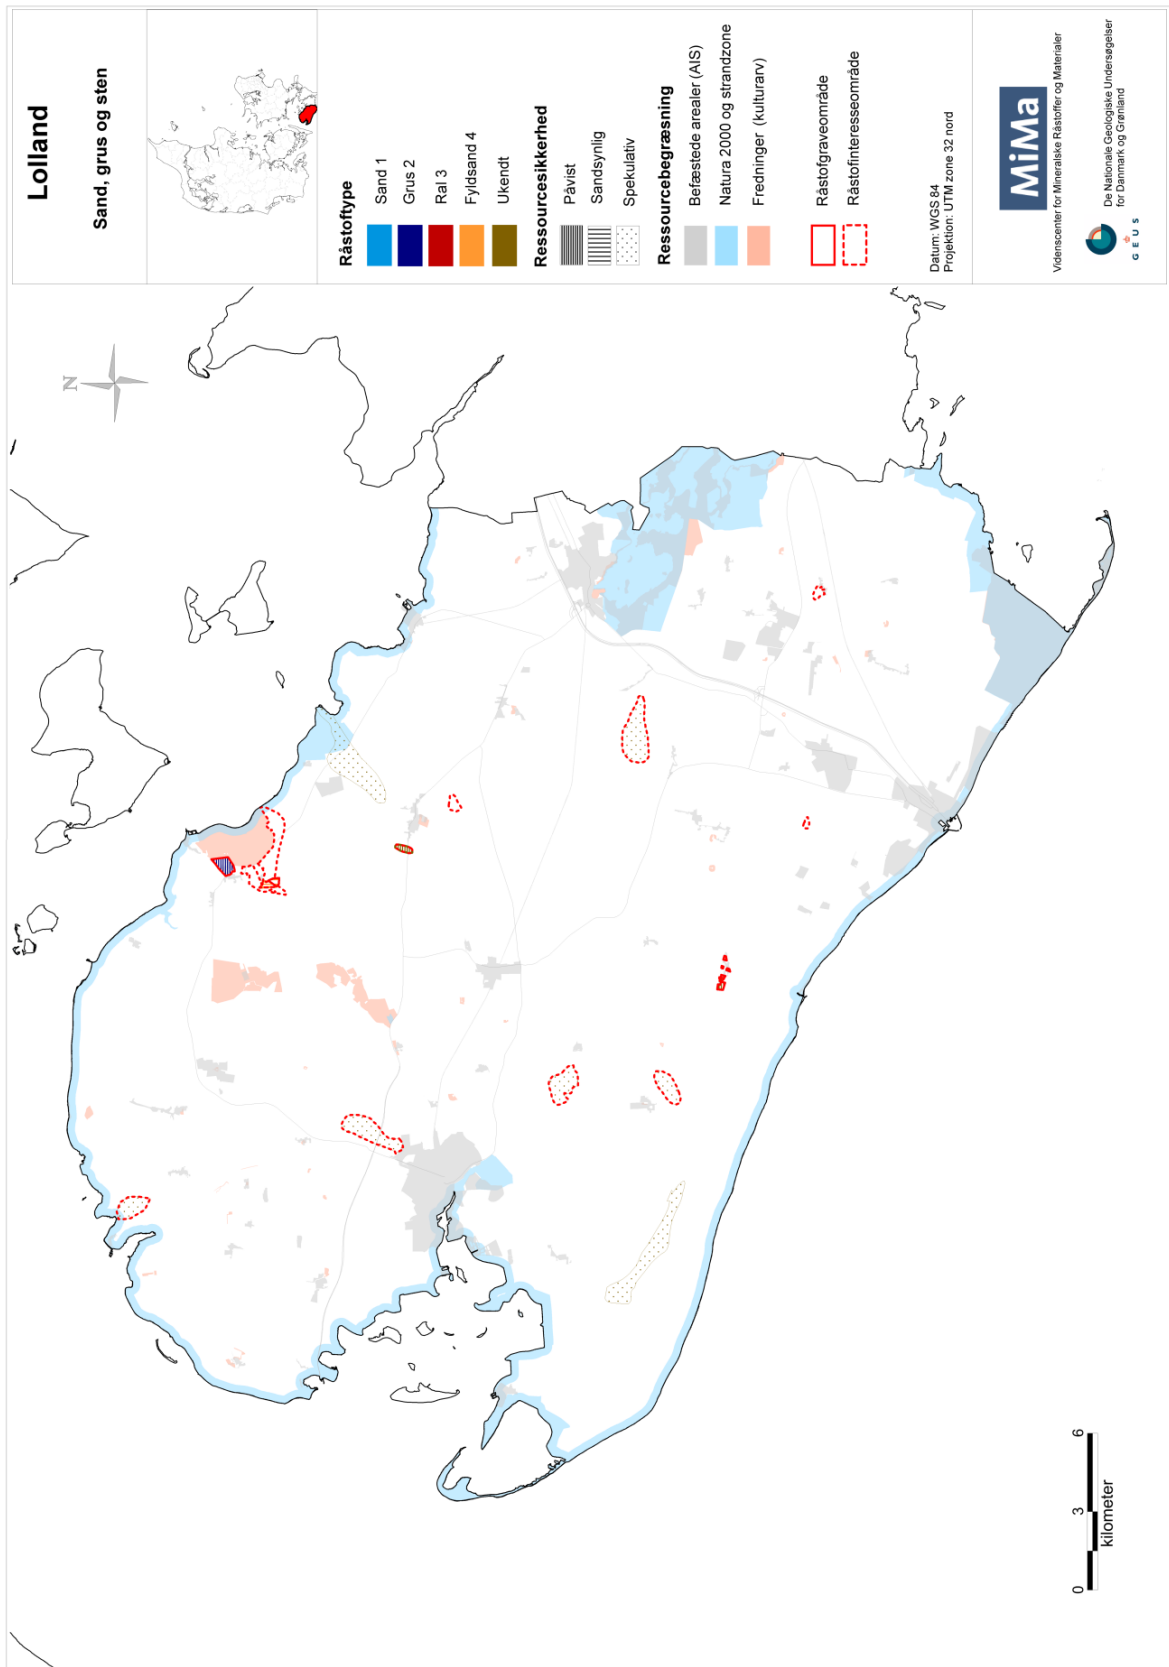 Lolland
Sand, grus og sten
Råstoftype
Sand 1
Grus 2
Ral 3
Fyldsand 4
Ukendt
Ressourcesikkerhed
Påvist
Sandsynlig
Spekulativ
Ressourcebegræsning
Befæstede arealer (AIS)
Natura 2000 og strandzone
Fredninger (kulturarv)
Råstofgraveområde
Råstofinteresseområde
Datum: WGS 84
Projektion: UTM zone 32 nord
MiMa
Videnscenter for Mineralske Råstoffer og Materialer
G E U S
De Nationale Geologiske Undersøgelser
for Danmark og Grønland
N
0 3 6
kilometer